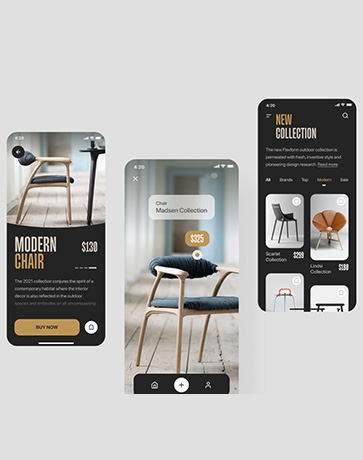 4:20
MODERN
CHAIR
$130
The 2021 collection conjures the spirit of a
contemporary habitat where the interior
decor is also reflected in the outdoor
spaces and embodies an all-encompassing
BUY NOW
4:20
Chair
Madsen Collection
$325
4:20
NEW
COLLECTION
The new Flexform outdoor collection is
permeated with fresh, inventive style and
pioneering design research. Read more
All Brands Top Modern Sale
Scarlet
Collection
$299
Lindsi
Collection
$180